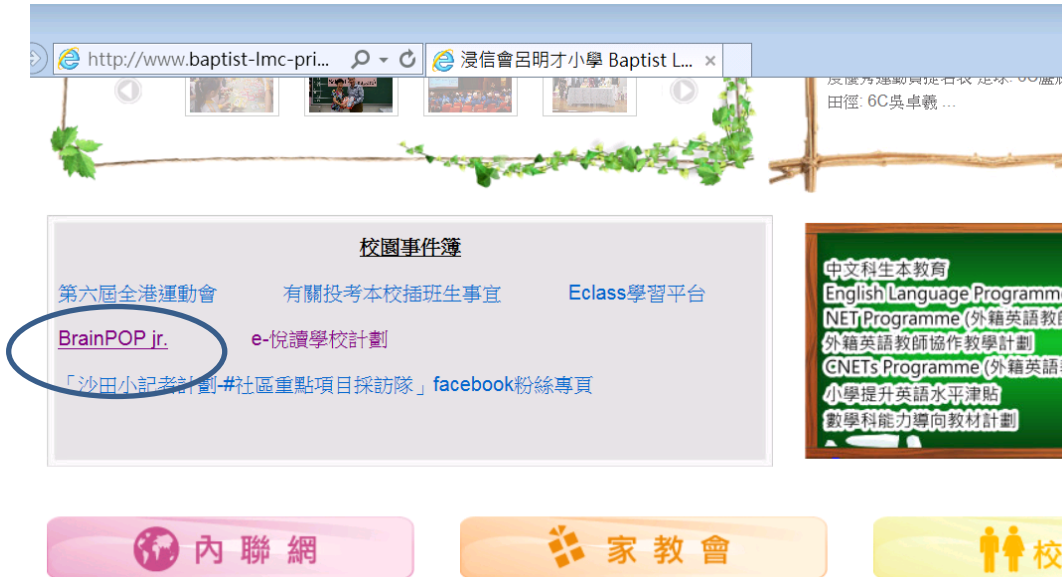 http://www.baptist-lmc-pri...
浸信會呂明才小學 Baptist L...
田徑: 6C吳卓羲 ...
校園事件簿
第六屆全港運動會 有關投考本校插班生事宜 Eclass學習平台
BrainPOP jr. e-悅讀學校計劃
「沙田小記者計劃-#社區重點項目採訪隊」facebook粉絲專頁
中文科生本教育
English Language Programme
NET Programme (外籍英語教師
外籍英語教師協作教學計劃
CNETs Programme (外籍英語
小學提升英語水平津貼
數學科能力導向教材計劃
內聯網
家教會
校